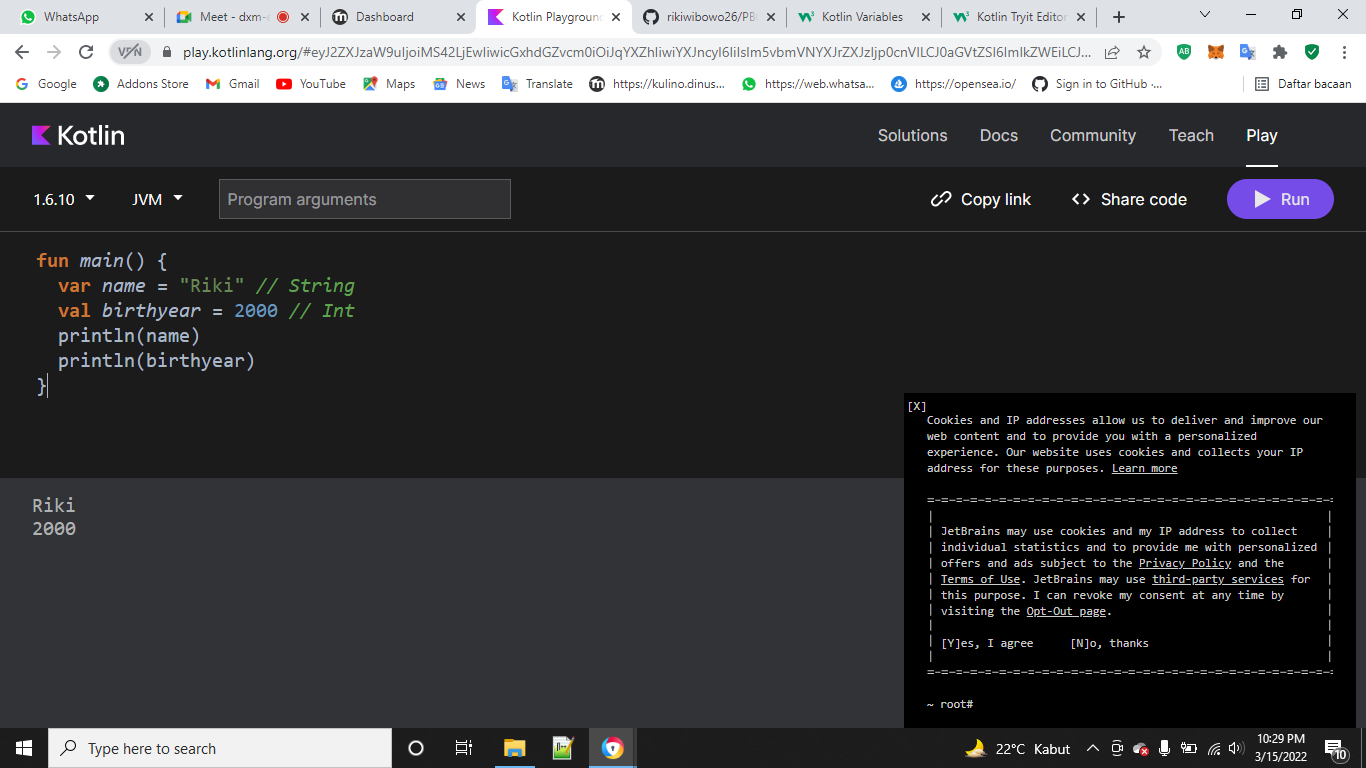 WhatsApp
Meet - dxm-
Dashboard
Kotlin Playground
rikiwibowo26/PB
Kotlin Variables
Kotlin Tryit Editor
VPN
play.kotlinlang.org/
Google
Addons Store
Gmail
YouTube
Maps
News
Translate
https://kulino.dinus...
https://web.whatsa...
https://opensea.io/
Sign in to GitHub ·...
Daftar bacaan
Kotlin
Solutions
Docs
Community
Teach
Play
1.6.10
JVM
Program arguments
Copy link
Share code
Run
fun main() {
var name = "Riki" // String
val birthyear = 2000 // Int
println(name)
println(birthyear)
}
Riki
2000
[X]
Cookies and IP addresses allow us to deliver and improve our
web content and to provide you with a personalized
experience. Our website uses cookies and collects your IP
address for these purposes. Learn more
JetBrains may use cookies and my IP address to collect
individual statistics and to provide me with personalized
offers and ads subject to the Privacy Policy and the
Terms of Use. JetBrains may use third-party services for
this purpose. I can revoke my consent at any time by
visiting the Opt-Out page.
[Y]es, I agree [N]o, thanks
~ root#
Type here to search
22°C Kabut
10:29 PM
3/15/2022
10